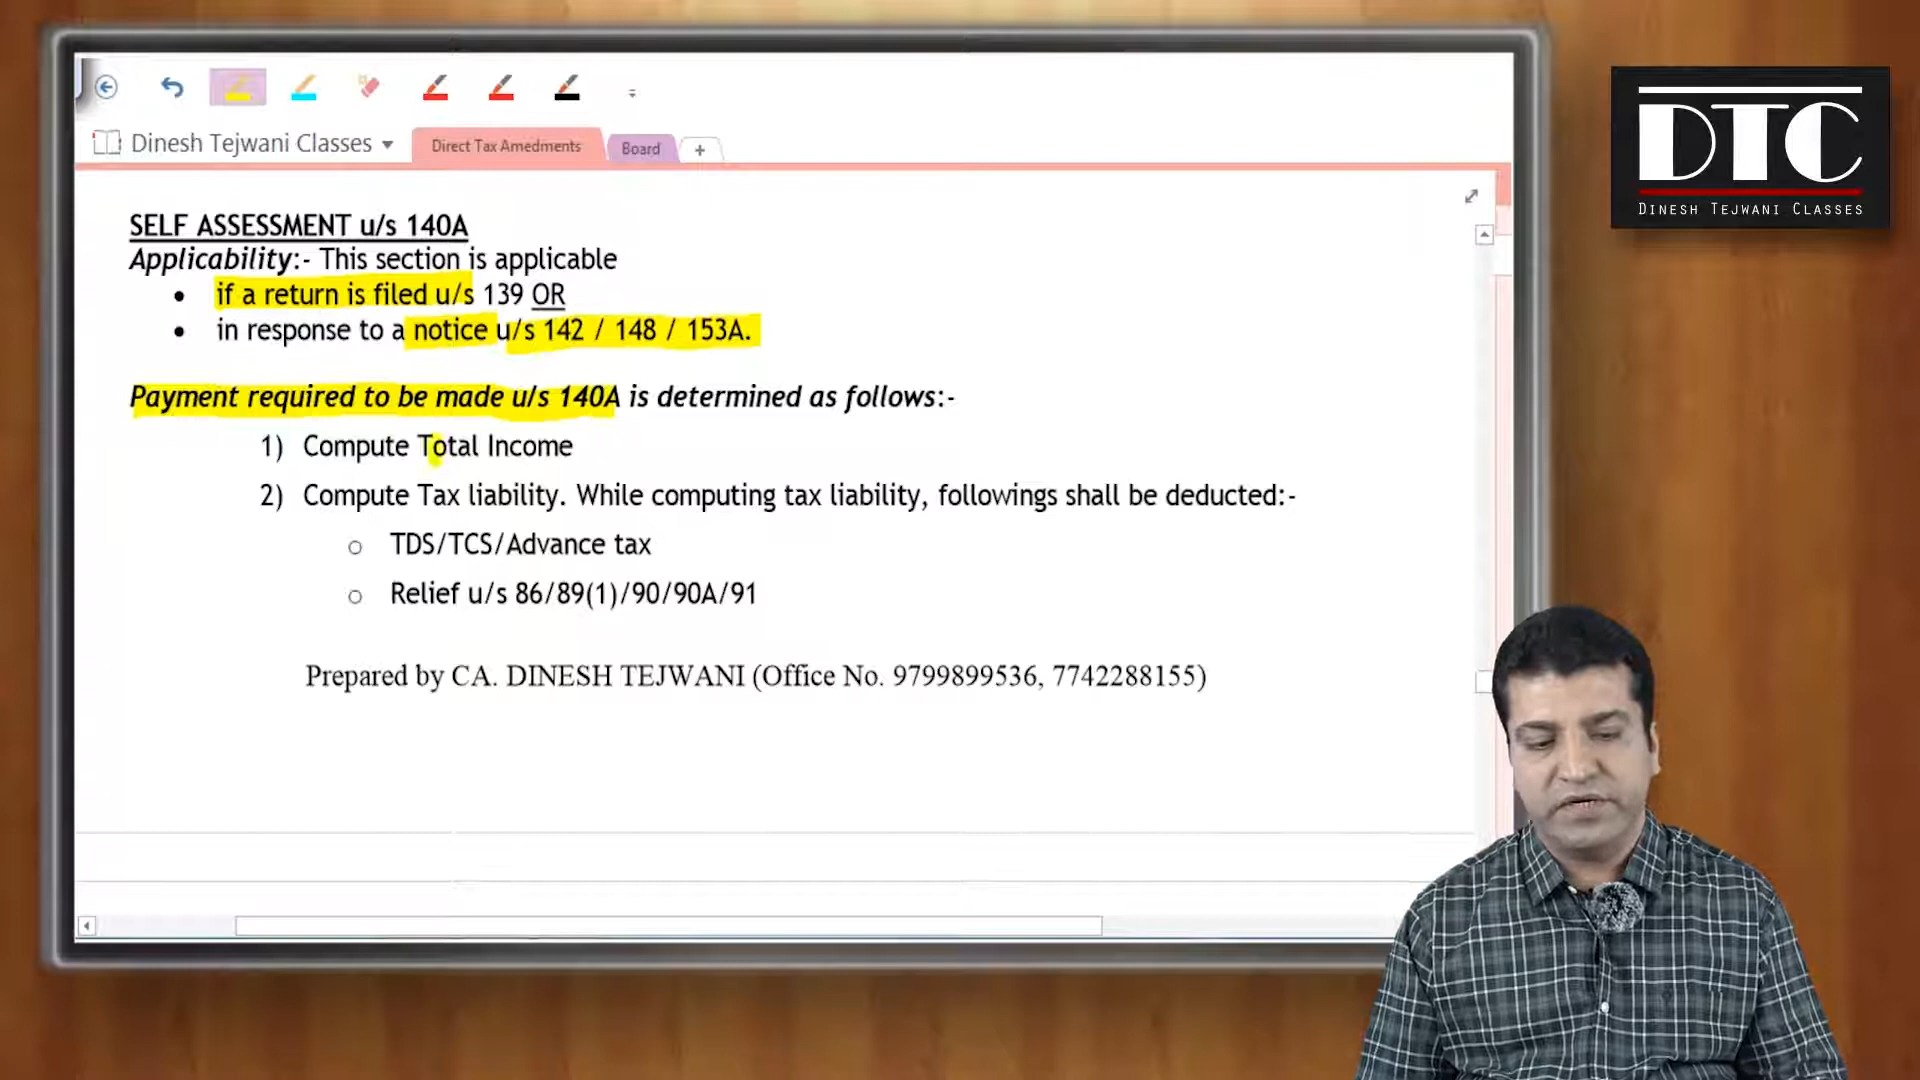 Dinesh Tejwani Classes
Direct Tax Amedments
Board
+
DTC
DINESH TEJWANI CLASSES
SELF ASSESSMENT u/s 140A
Applicability:- This section is applicable
• if a return is filed u/s 139 OR
• in response to a notice u/s 142 / 148 / 153A.
Payment required to be made u/s 140A is determined as follows:-
1) Compute Total Income
2) Compute Tax liability. While computing tax liability, followings shall be deducted:-
o TDS/TCS/Advance tax
o Relief u/s 86/89(1)/90/90A/91
Prepared by CA. DINESH TEJWANI (Office No. 9799899536, 7742288155)